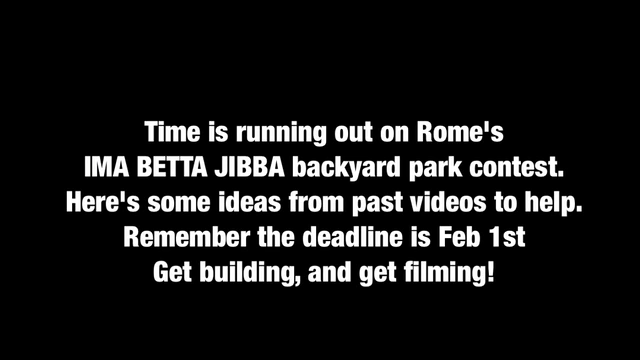 Time is running out on Rome's
IMA BETTA JIBBA backyard park contest.
Here's some ideas from past videos to help.
Remember the deadline is Feb 1st
Get building, and get filming!